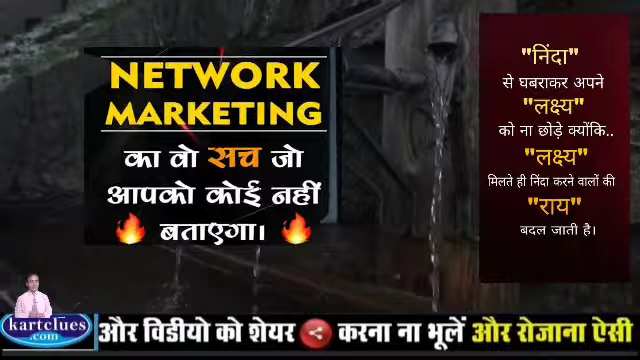 NETWORK
MARKETING
का वो सच जो
आपको कोई नहीं
बताएगा।
"निंदा"
से घबराकर अपने
"लक्ष्य"
को ना छोड़े क्योंकि..
"लक्ष्य"
मिलते ही निंदा करने वालों की
"राय"
बदल जाती है।
kartclues
.com
और विडीयो को शेयर करना ना भूलें और रोजाना ऐसी